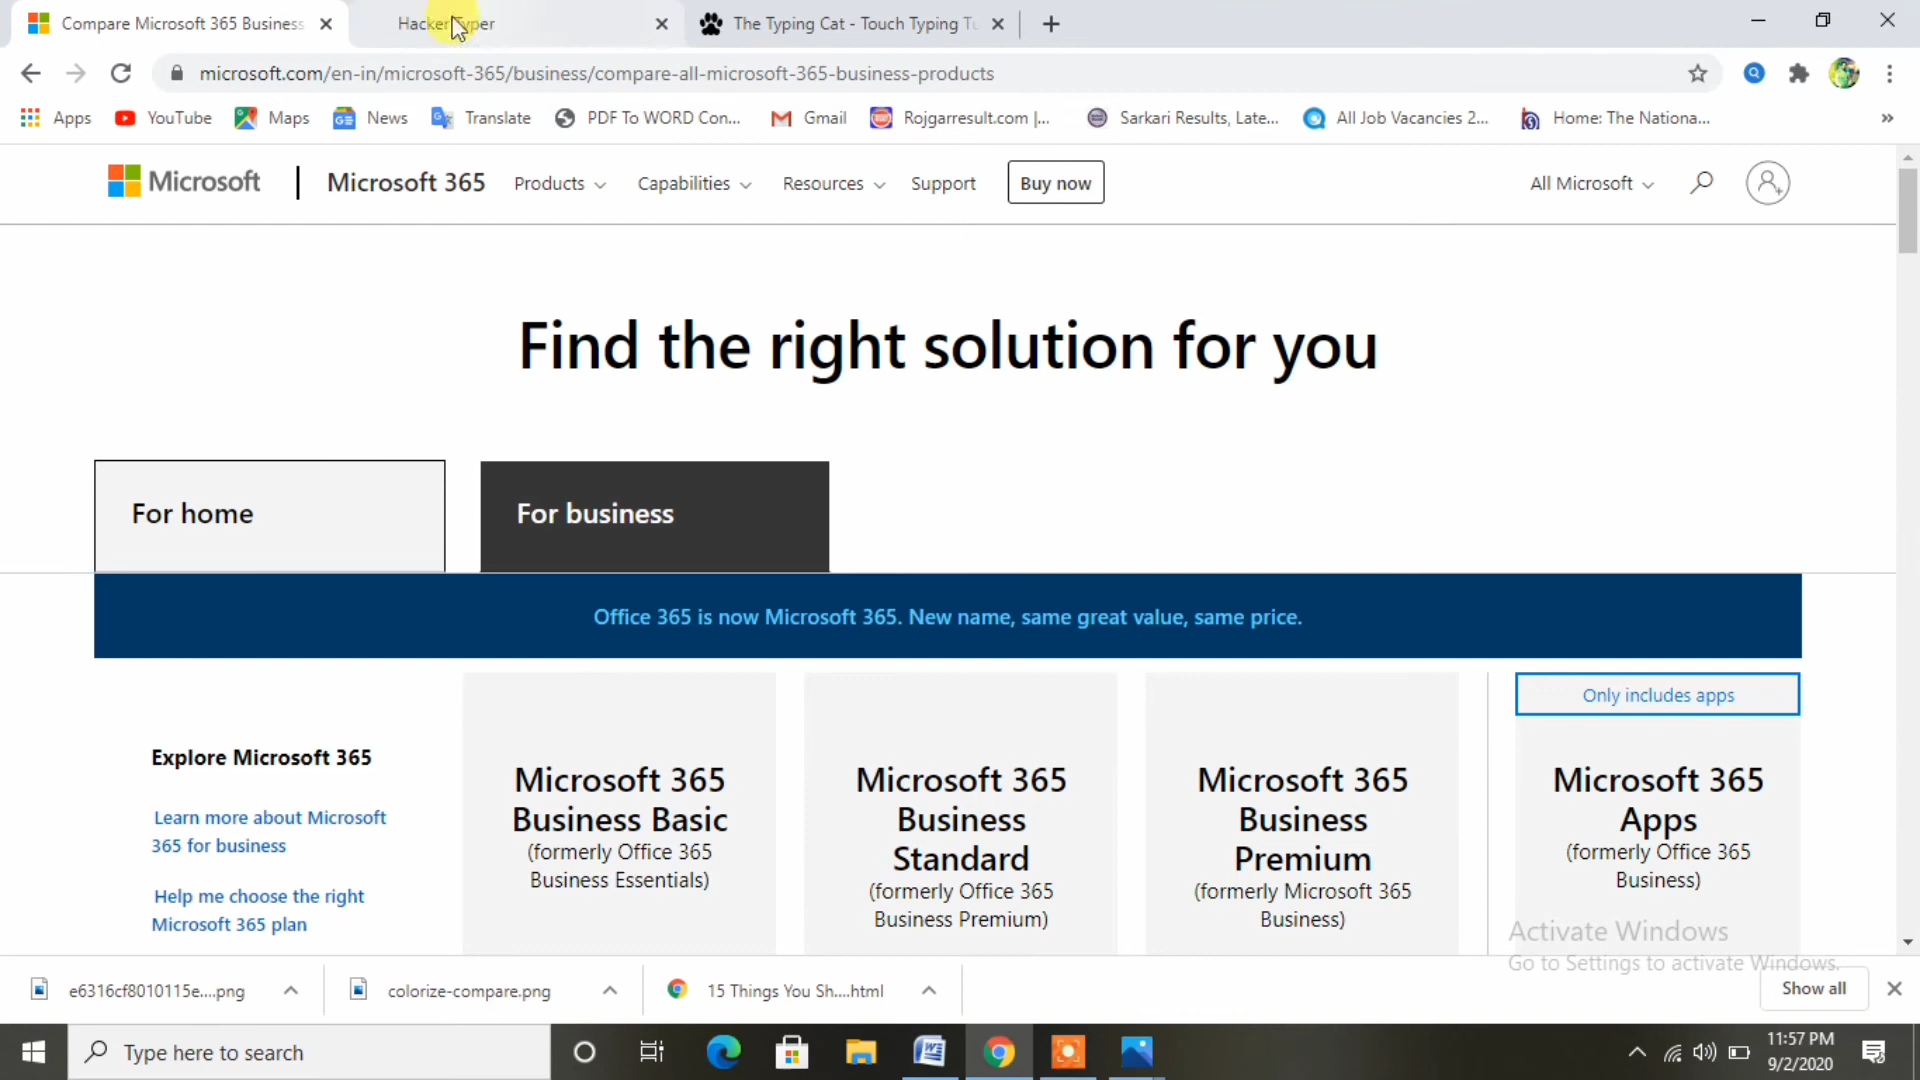 Compare Microsoft 365 Business
Hacker Typer
The Typing Cat - Touch Typing Tu
microsoft.com/en-in/microsoft-365/business/compare-all-microsoft-365-business-products
Apps YouTube Maps News Translate PDF To WORD Con... Gmail Rojgarresult.com |... Sarkari Results, Late... All Job Vacancies 2... Home: The Nationa... »
Microsoft | Microsoft 365 Products Capabilities Resources Support Buy now All Microsoft
Find the right solution for you
For home
For business
Office 365 is now Microsoft 365. New name, same great value, same price.
Only includes apps
Explore Microsoft 365
Learn more about Microsoft
365 for business
Help me choose the right
Microsoft 365 plan
Microsoft 365
Business Basic
(formerly Office 365
Business Essentials)
Microsoft 365
Business
Standard
(formerly Office 365
Business Premium)
Microsoft 365
Business
Premium
(formerly Microsoft 365
Business)
Microsoft 365
Apps
(formerly Office 365
Business)
Activate Windows
Go to Settings to activate Windows.
e6316cf8010115e....png
colorize-compare.png
15 Things You Sh....html
Show all
Type here to search
11:57 PM
9/2/2020